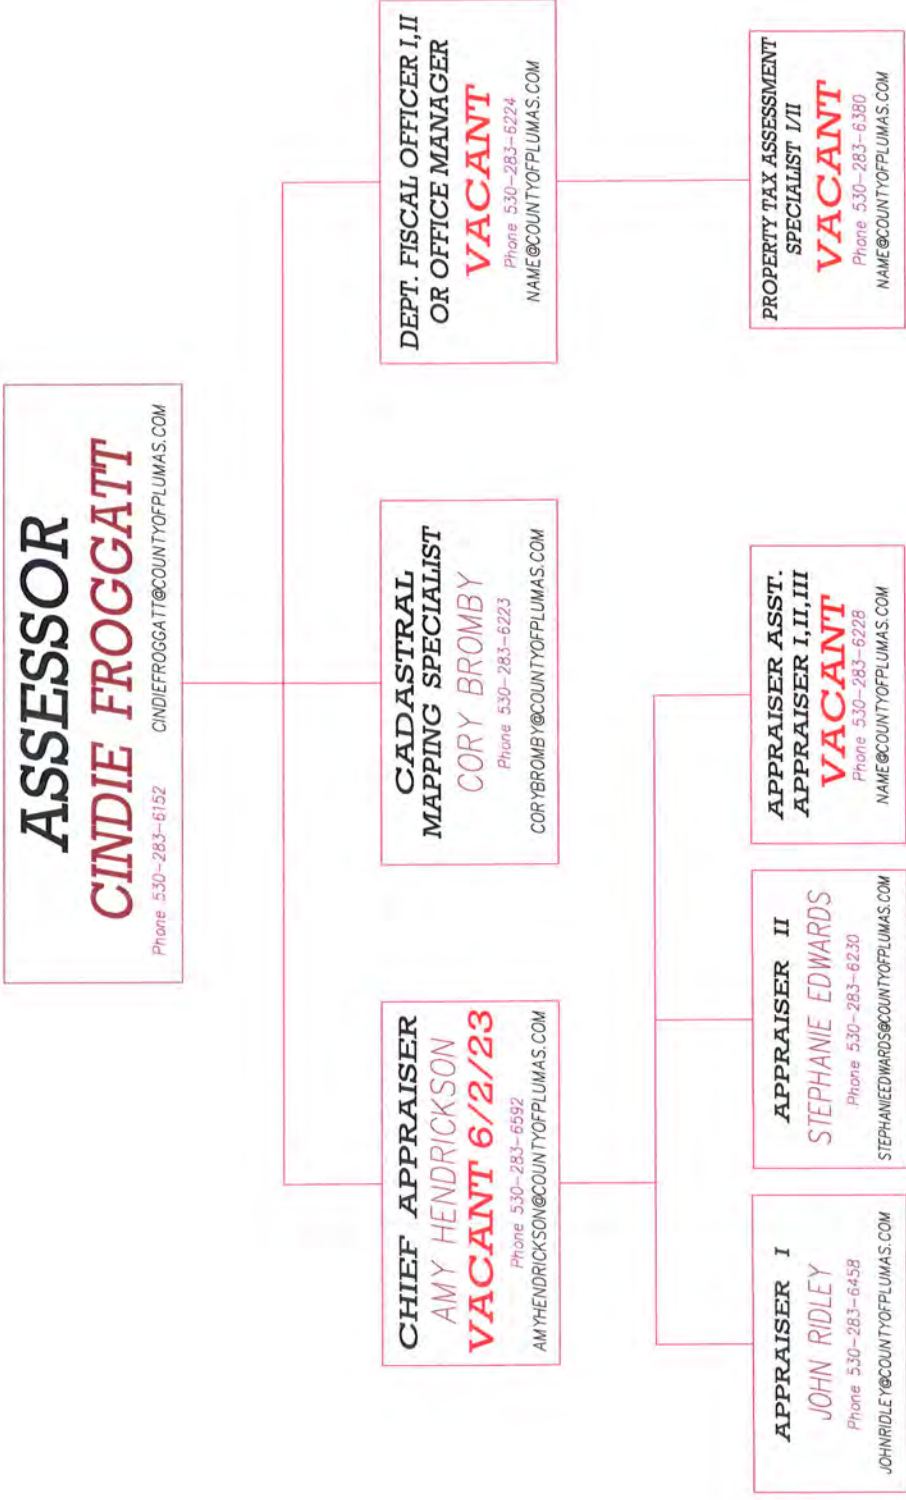 ASSESSOR
CINDIE FROGGATT
Phone 530-283-6152 CINDIEFROGGATT@COUNTYOFPLUMAS.COM
CHIEF APPRAISER
AMY HENDRICKSON
VACANT 6/2/23
Phone 530-283-6592
AMYHENDRICKSON@COUNTYOFPLUMAS.COM
CADASTRAL
MAPPING SPECIALIST
CORY BROMBY
Phone 530-283-6223
CORYBROMBY@COUNTYOFPLUMAS.COM
DEPT. FISCAL OFFICER I,II
OR OFFICE MANAGER
VACANT
Phone 530-283-6224
NAME@COUNTYOFPLUMAS.COM
APPRAISER I
JOHN RIDLEY
Phone 530-283-6458
JOHNRIDLEY@COUNTYOFPLUMAS.COM
APPRAISER II
STEPHANIE EDWARDS
Phone 530-283-6230
STEPHANIEEDWARDS@COUNTYOFPLUMAS.COM
APPRAISER ASST.
APPRAISER I,II,III
VACANT
Phone 530-283-6228
NAME@COUNTYOFPLUMAS.COM
PROPERTY TAX ASSESSMENT
SPECIALIST I/II
VACANT
Phone 530-283-6380
NAME@COUNTYOFPLUMAS.COM